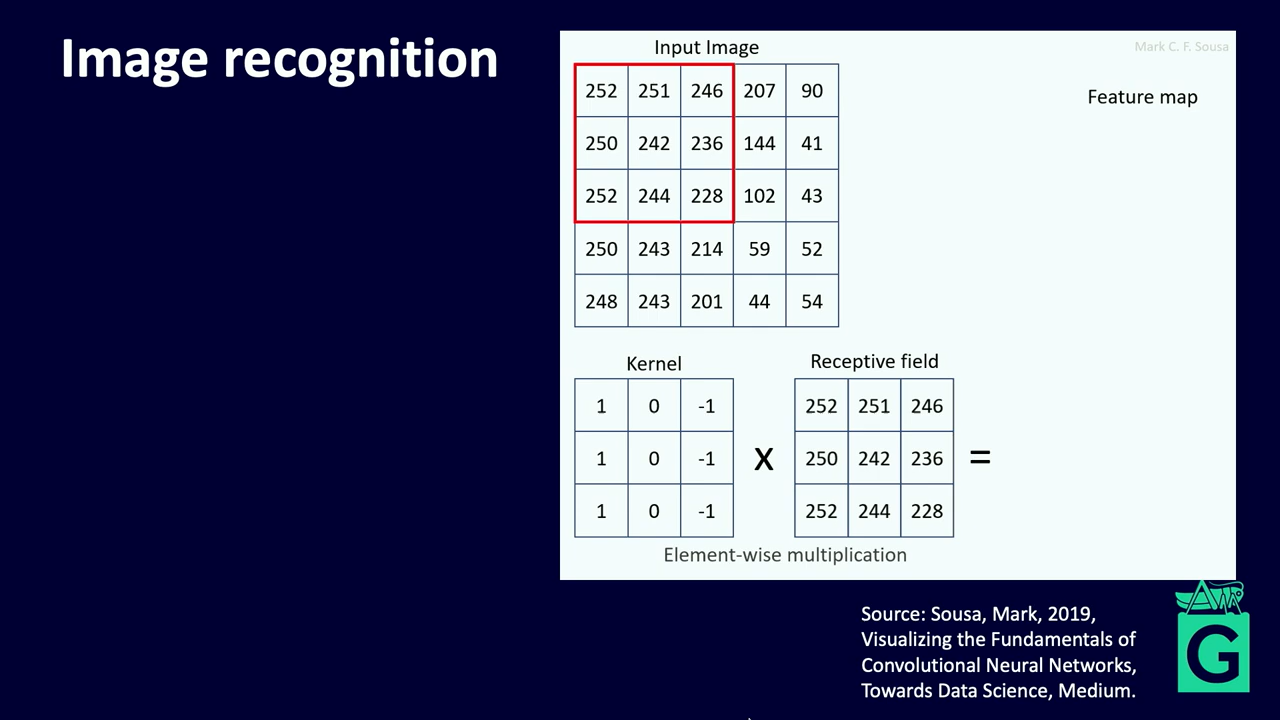 Image recognition
Input Image
Mark C. F. Sousa
252 251 246 207 90
Feature map
250 242 236 144 41
252 244 228 102 43
250 243 214 59 52
248 243 201 44 54
Kernel
Receptive field
1 0 -1
252 251 246
1 0 -1
x
250 242 236
=
1 0 -1
252 244 228
Element-wise multiplication
Source: Sousa, Mark, 2019,
Visualizing the Fundamentals of
Convolutional Neural Networks,
Towards Data Science, Medium.
G